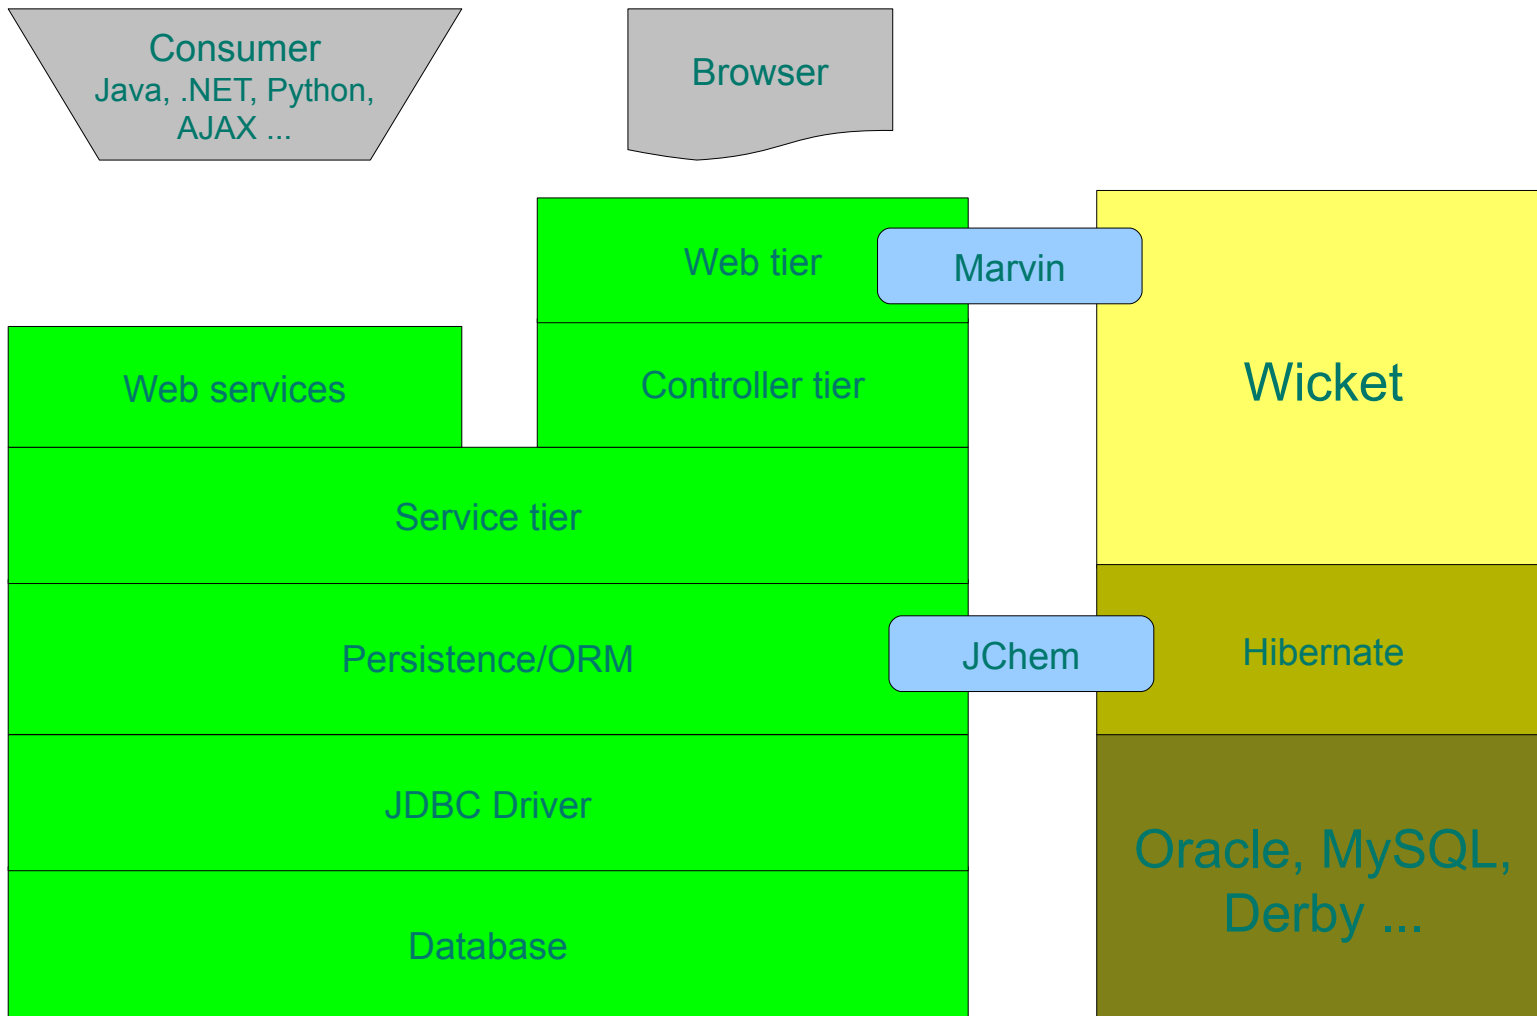 Consumer
Java, .NET, Python,
AJAX ...
Browser
Web tier
Marvin
Web services
Controller tier
Wicket
Service tier
Persistence/ORM
JChem
Hibernate
JDBC Driver
Oracle, MySQL,
Derby ...
Database